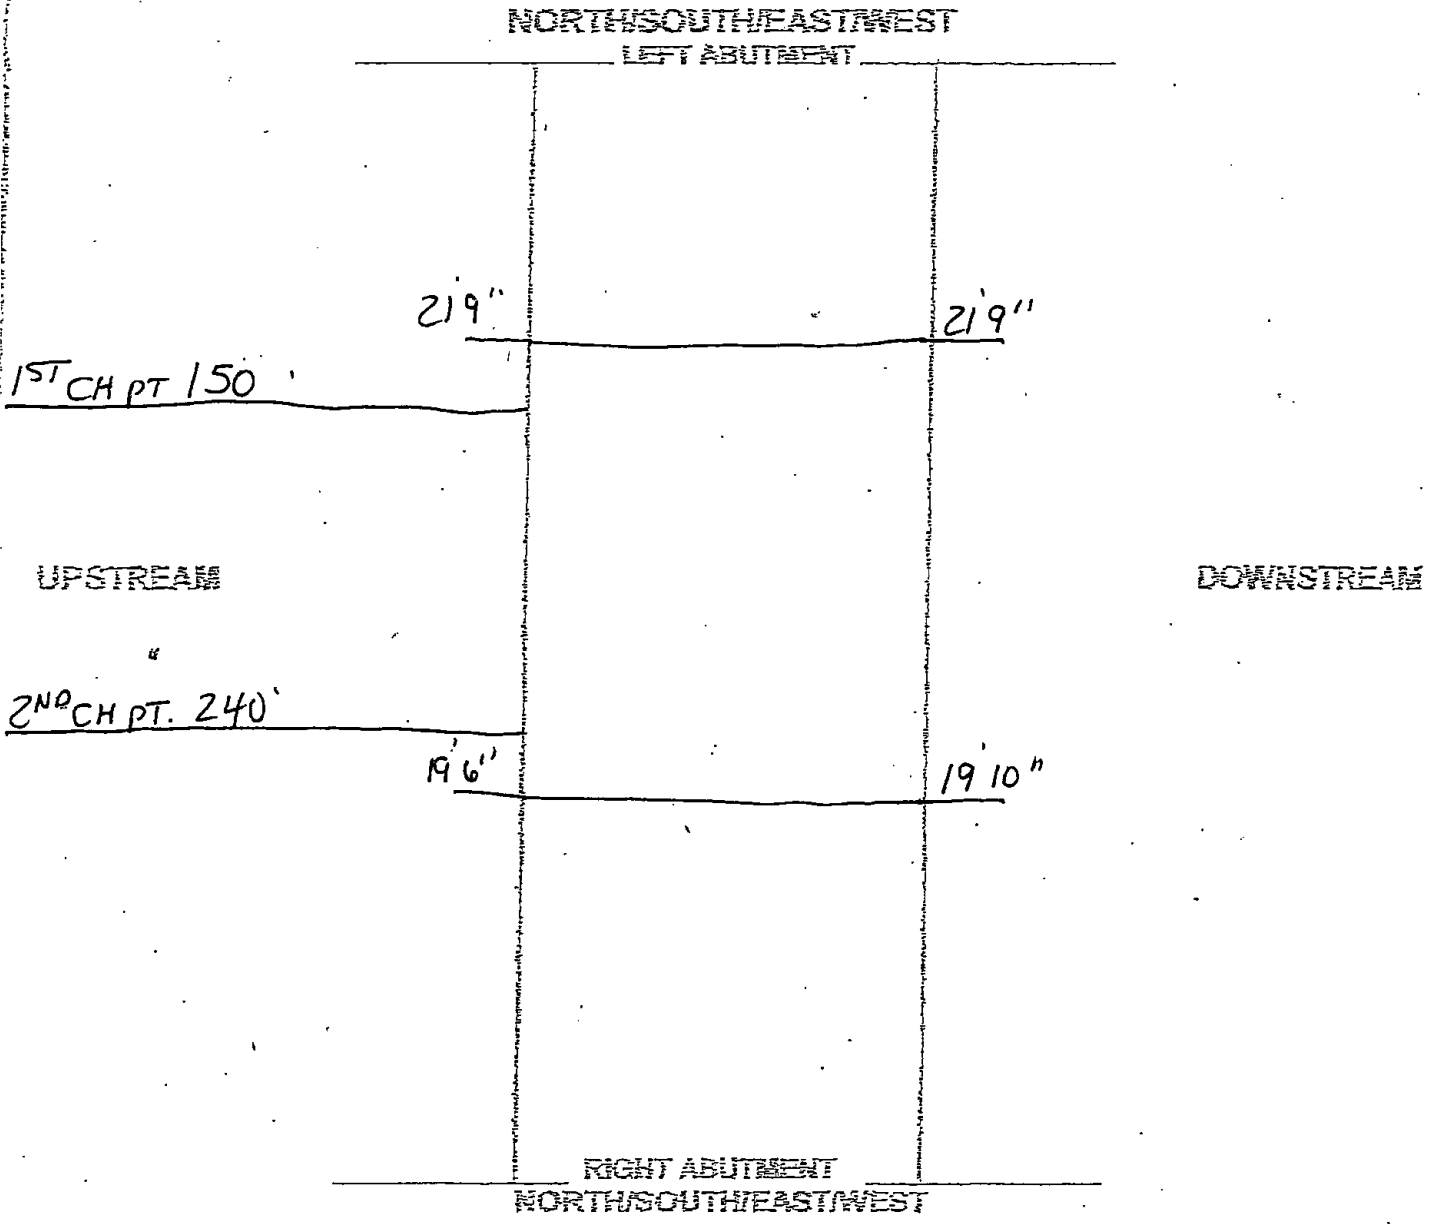 NORTH/SOUTH/EAST/WEST
LEFT ABUTMENT
21'9" 21'9"
1ST CH PT 150'
UPSTREAM DOWNSTREAM
2ND CH PT. 240'
19'6" 19'10"
RIGHT ABUTMENT
NORTH/SOUTH/EAST/WEST